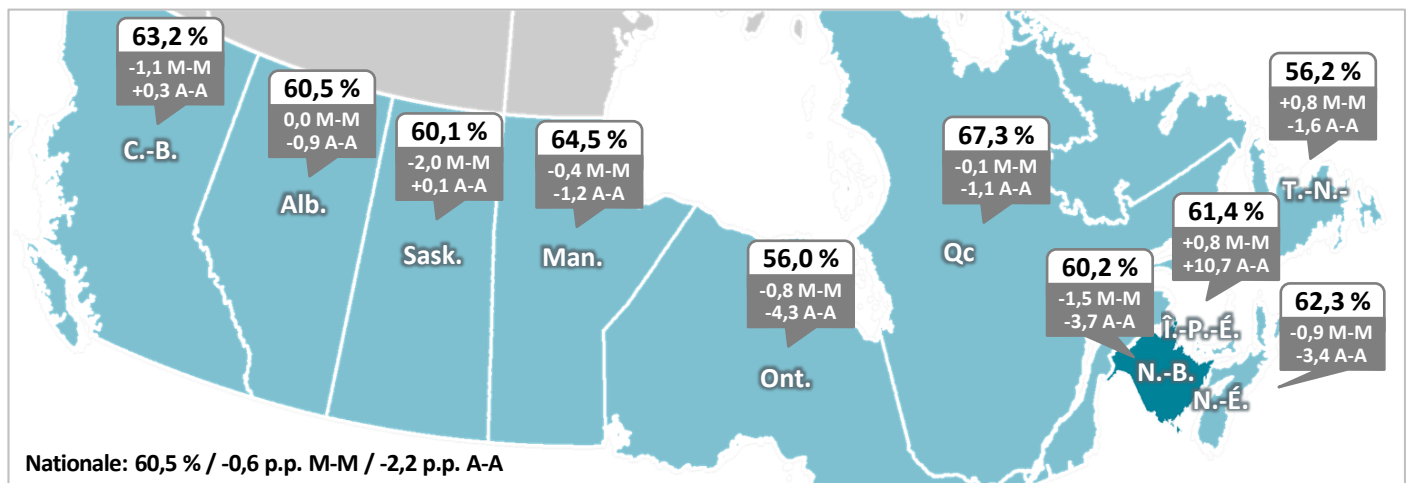 63,2 %
-1,1 M-M
+0,3 A-A
C.-B.
60,5 %
0,0 M-M
-0,9 A-A
Alb.
60,1 %
-2,0 M-M
+0,1 A-A
Sask.
64,5 %
-0,4 M-M
-1,2 A-A
Man.
56,0 %
-0,8 M-M
-4,3 A-A
Ont.
67,3 %
-0,1 M-M
-1,1 A-A
Qc
56,2 %
+0,8 M-M
-1,6 A-A
T.-N.-
61,4 %
+0,8 M-M
+10,7 A-A
Î.-P.-É.
60,2 %
-1,5 M-M
-3,7 A-A
N.-B.
62,3 %
-0,9 M-M
-3,4 A-A
N.-É.
Nationale: 60,5 % / -0,6 p.p. M-M / -2,2 p.p. A-A